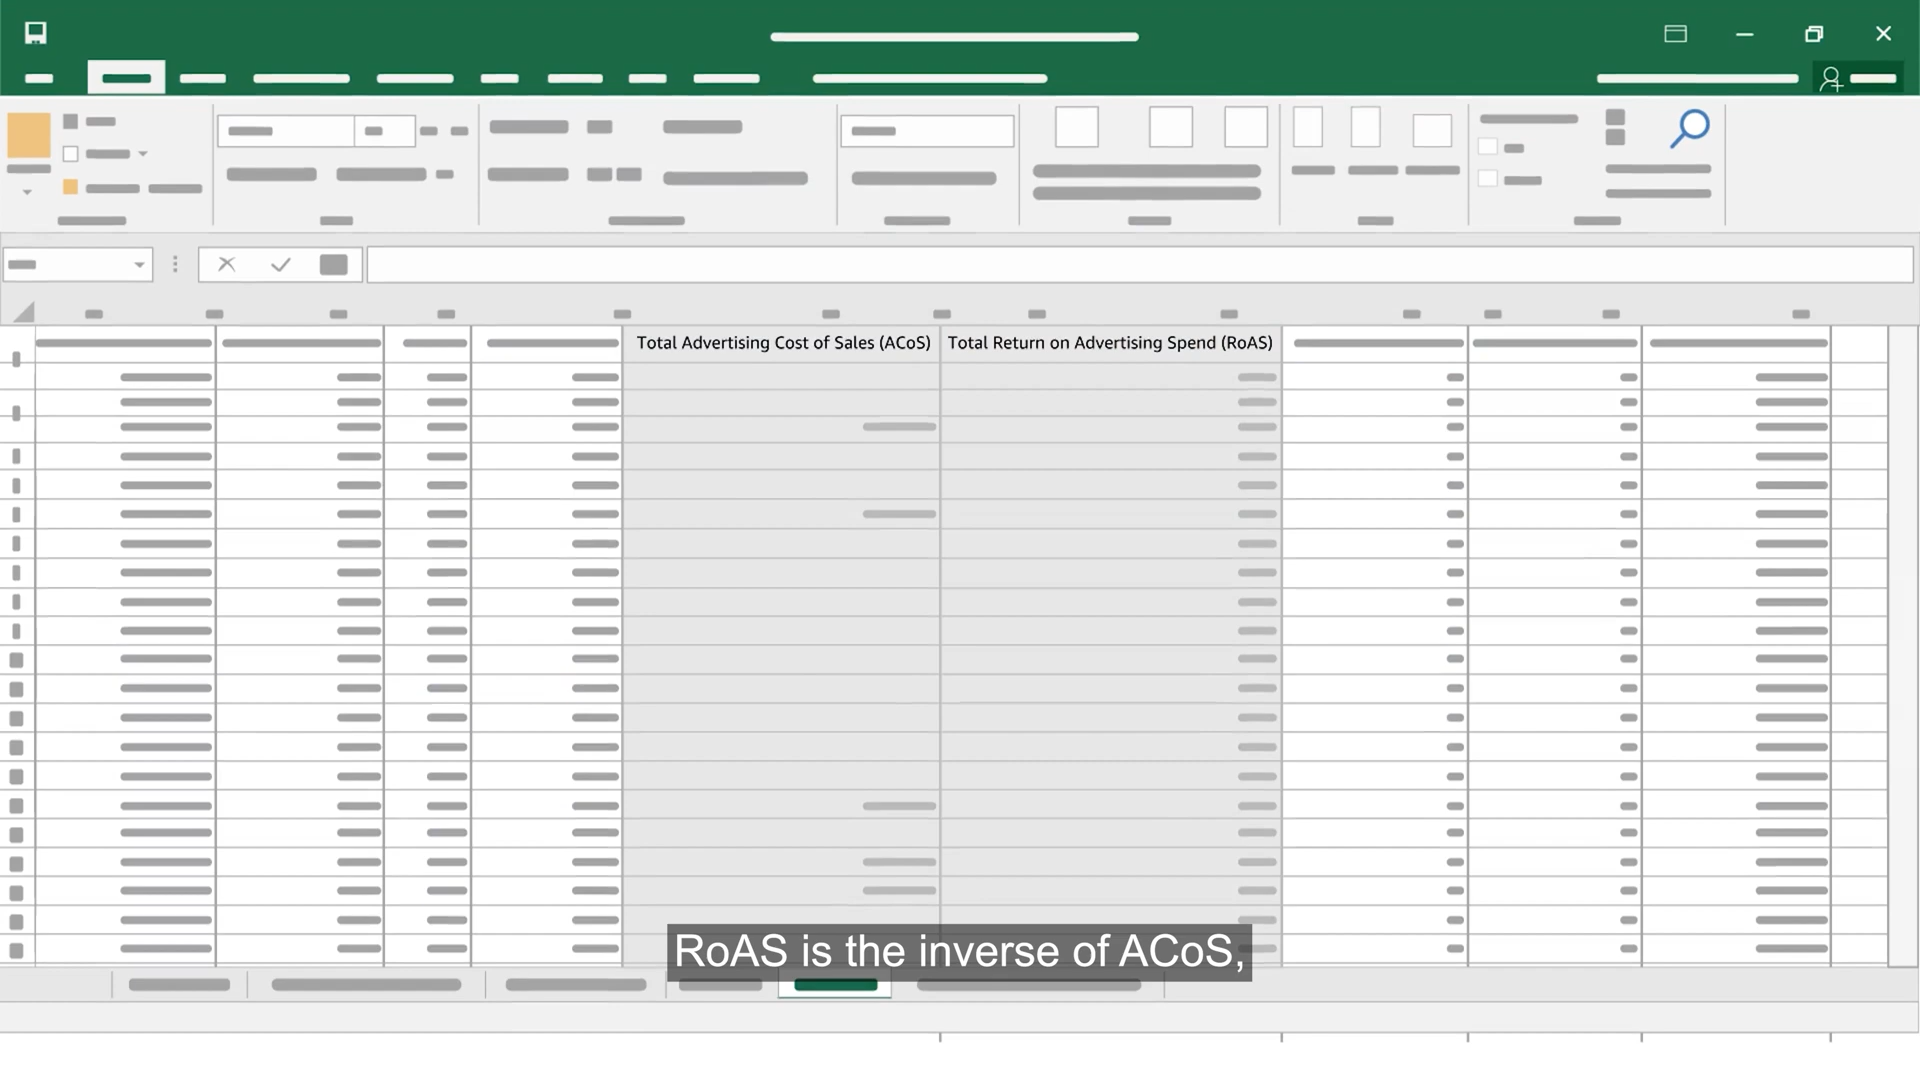 Total Advertising Cost of Sales (ACoS) Total Return on Advertising Spend (RoAS)
RoAS is the inverse of ACoS,